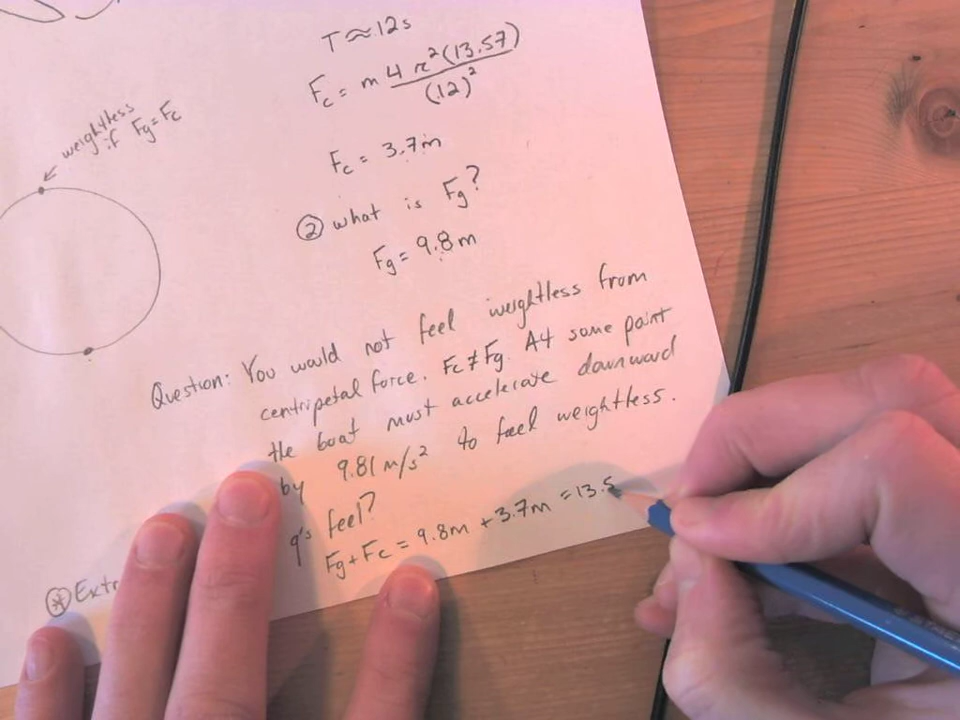 T≈12s
Fc = m 4π²(13.57)
(12)²
weightless
if Fg=Fc
Fc = 3.7m
② what is Fg?
Fg = 9.8m
Question: You would not feel weightless from
centripetal force. Fc≠Fg. At some point
the boat must accelerate downward
by 9.81 m/s² to feel weightless.
g's feel?
Fg+Fc = 9.8m + 3.7m = 13.5
* Extr